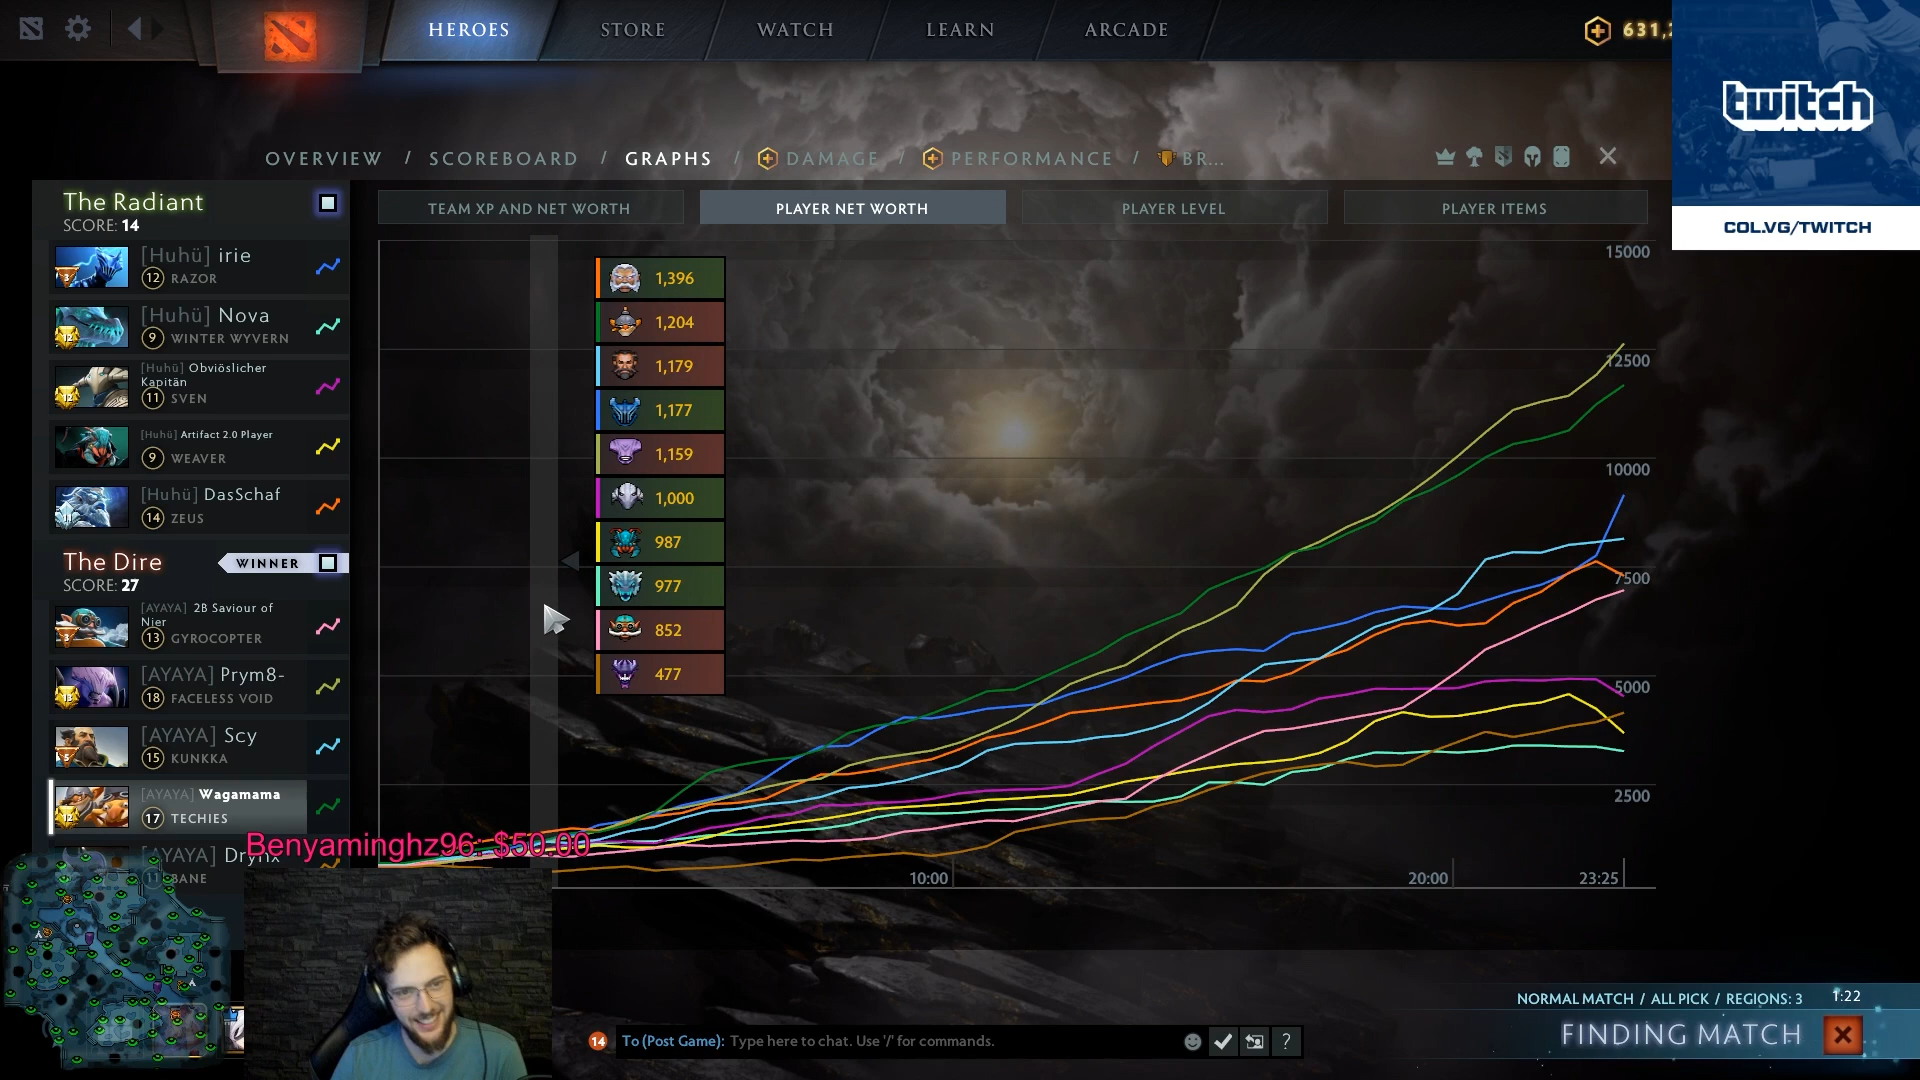 HEROES
STORE
WATCH
LEARN
ARCADE
twitch
COL.VG/TWITCH
OVERVIEW / SCOREBOARD / GRAPHS / DAMAGE / PERFORMANCE / BR...
The Radiant
SCORE: 14
[Huhü] irie
12 RAZOR
[Huhü] Nova
9 WINTER WYVERN
[Huhü] Obviöslicher
Kapitän
11 SVEN
[Huhü] Artifact 2.0 Player
9 WEAVER
[Huhü] DasSchaf
14 ZEUS
The Dire
WINNER
SCORE: 27
[AYAYA] 2B Saviour of
Nier
13 GYROCOPTER
[AYAYA] Prym8-
18 FACELESS VOID
[AYAYA] Scy
15 KUNKKA
[AYAYA] Wagamama
17 TECHIES
Benyaminghz96: $50.00
[AYAYA] Drynx
11 BANE
TEAM XP AND NET WORTH
PLAYER NET WORTH
PLAYER LEVEL
PLAYER ITEMS
1,396
1,204
1,179
1,177
1,159
1,000
987
977
852
477
15000
12500
10000
7500
5000
2500
10:00
20:00
23:25
14 To (Post Game): Type here to chat. Use '/' for commands.
?
NORMAL MATCH / ALL PICK / REGIONS: 3
1:22
FINDING MATCH